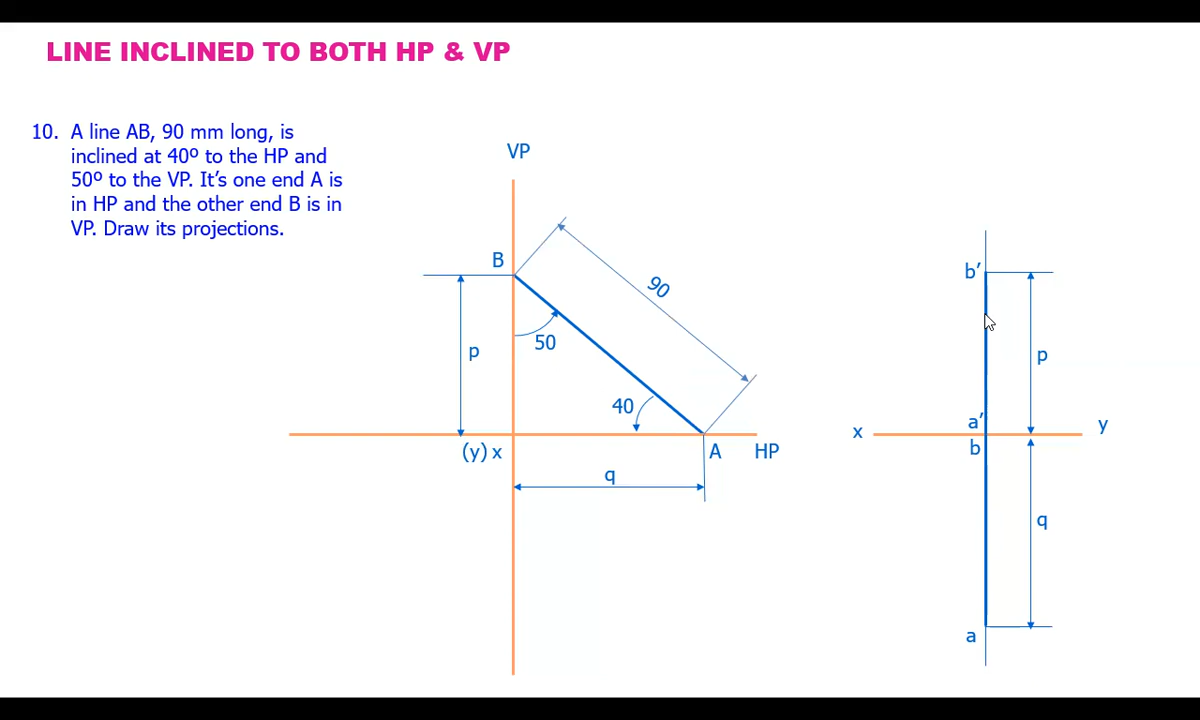 LINE INCLINED TO BOTH HP & VP
10. A line AB, 90 mm long, is
inclined at 40º to the HP and
50º to the VP. It’s one end A is
in HP and the other end B is in
VP. Draw its projections.
VP
B
90
50
p
40
(y) x
A
HP
q
b’
p
a’
x
y
b
q
a